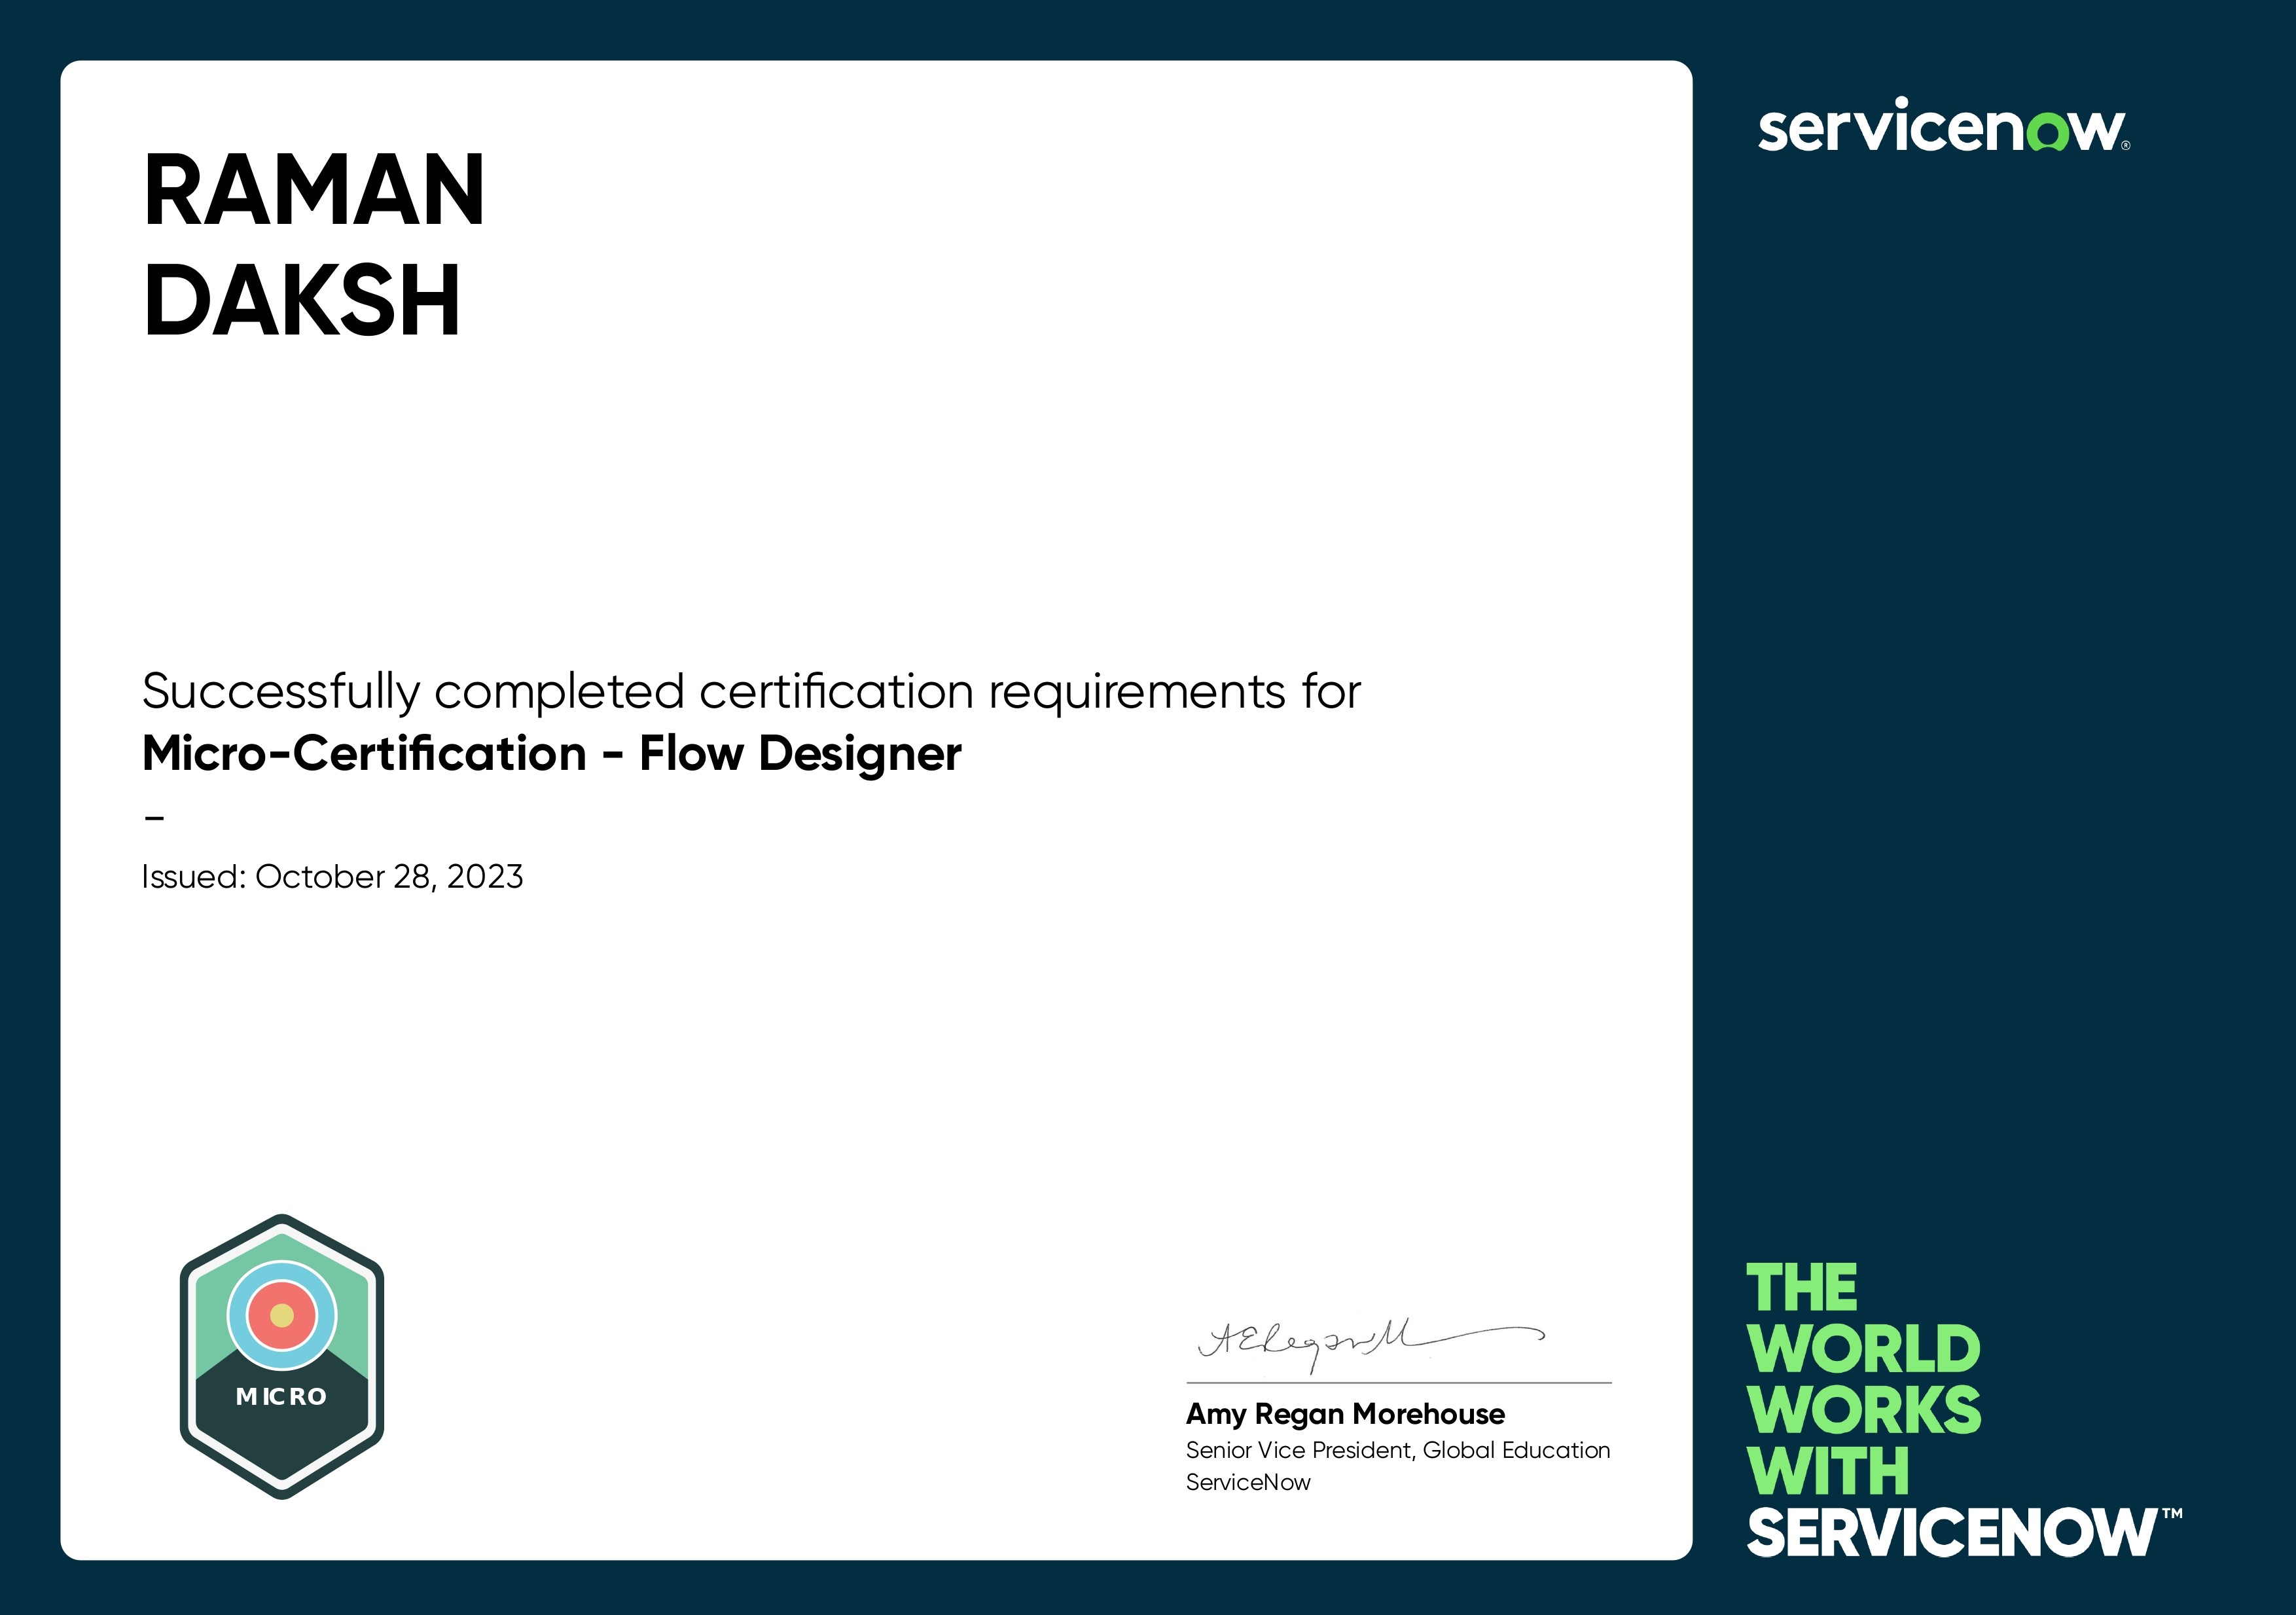 RAMAN
DAKSH
servicenow®
Successfully completed certification requirements for
Micro-Certification - Flow Designer
–
Issued: October 28, 2023
MICRO
Amy Regan Morehouse
Senior Vice President, Global Education
ServiceNow
THE
WORLD
WORKS
WITH
SERVICENOW™